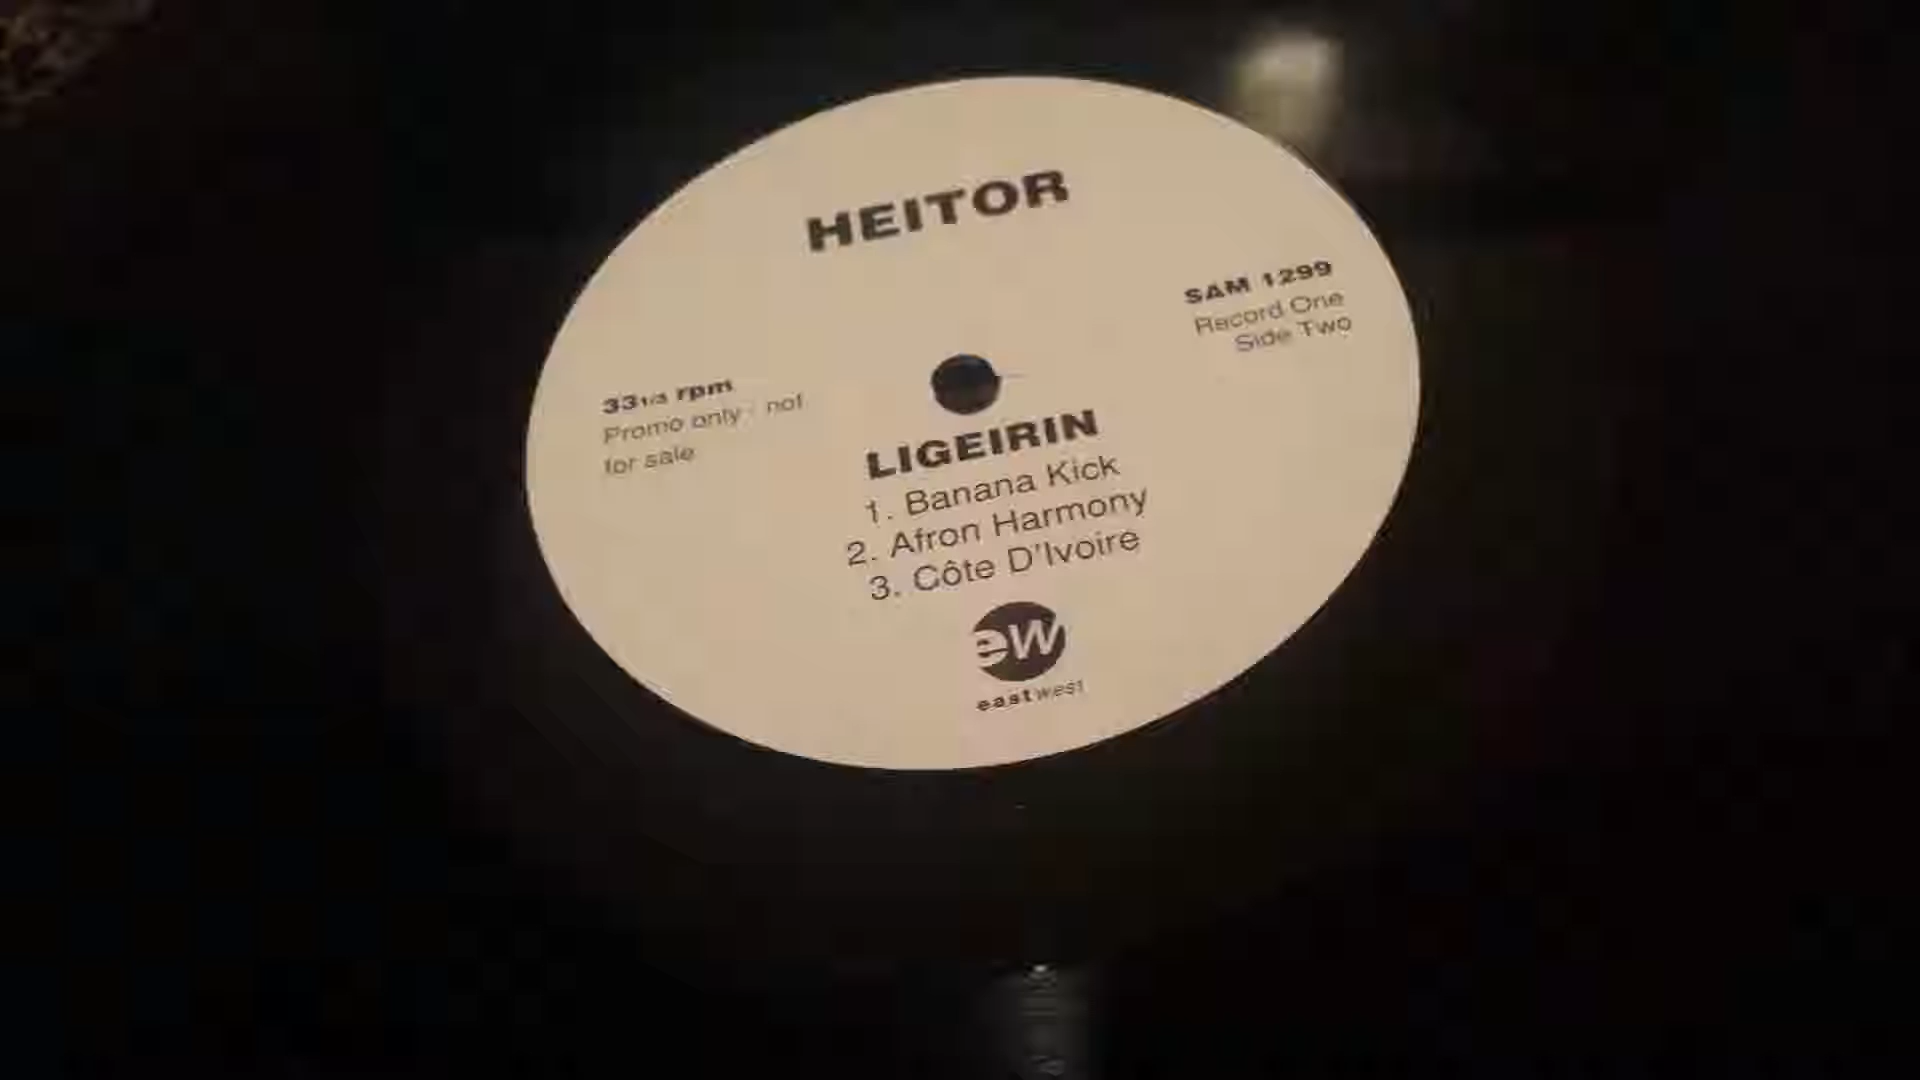 HEITOR
SAM 1299
Record One
Side Two
33 1/3 rpm
Promo only - not
for sale
LIGEIRIN
1. Banana Kick
2. Afron Harmony
3. Côte D'Ivoire
ew
eastwest